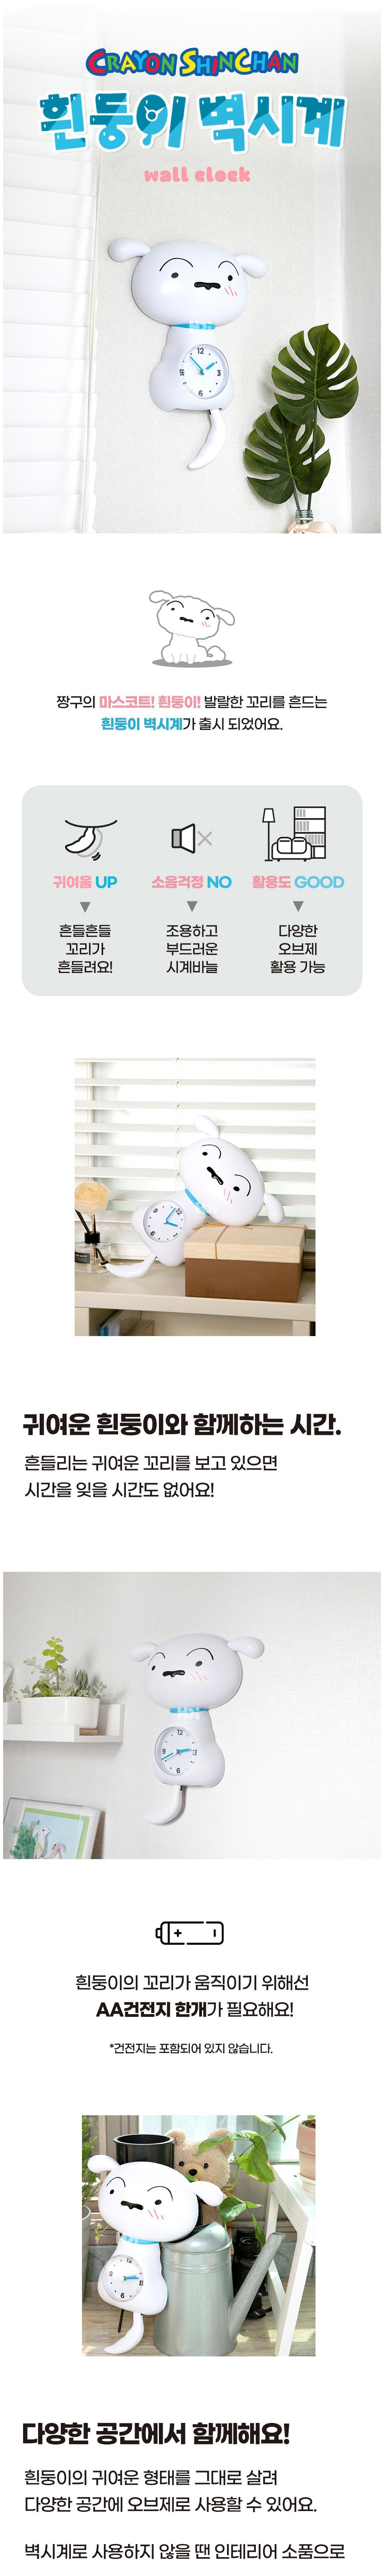 CRAYON SHINCHAN
흰둥이 벽시계
wall clock
12
3
6
9
짱구의 마스코트! 흰둥이! 발랄한 꼬리를 흔드는
흰둥이 벽시계가 출시 되었어요.
귀여움 UP
소음걱정 NO
활용도 GOOD
흔들흔들
꼬리가
흔들려요!
조용하고
부드러운
시계바늘
다양한
오브제
활용 가능
귀여운 흰둥이와 함께하는 시간.
흔들리는 귀여운 꼬리를 보고 있으면
시간을 잊을 시간도 없어요!
흰둥이의 꼬리가 움직이기 위해선
AA건전지 한개가 필요해요!
*건전지는 포함되어 있지 않습니다.
다양한 공간에서 함께해요!
흰둥이의 귀여운 형태를 그대로 살려
다양한 공간에 오브제로 사용할 수 있어요.
벽시계로 사용하지 않을 땐 인테리어 소품으로